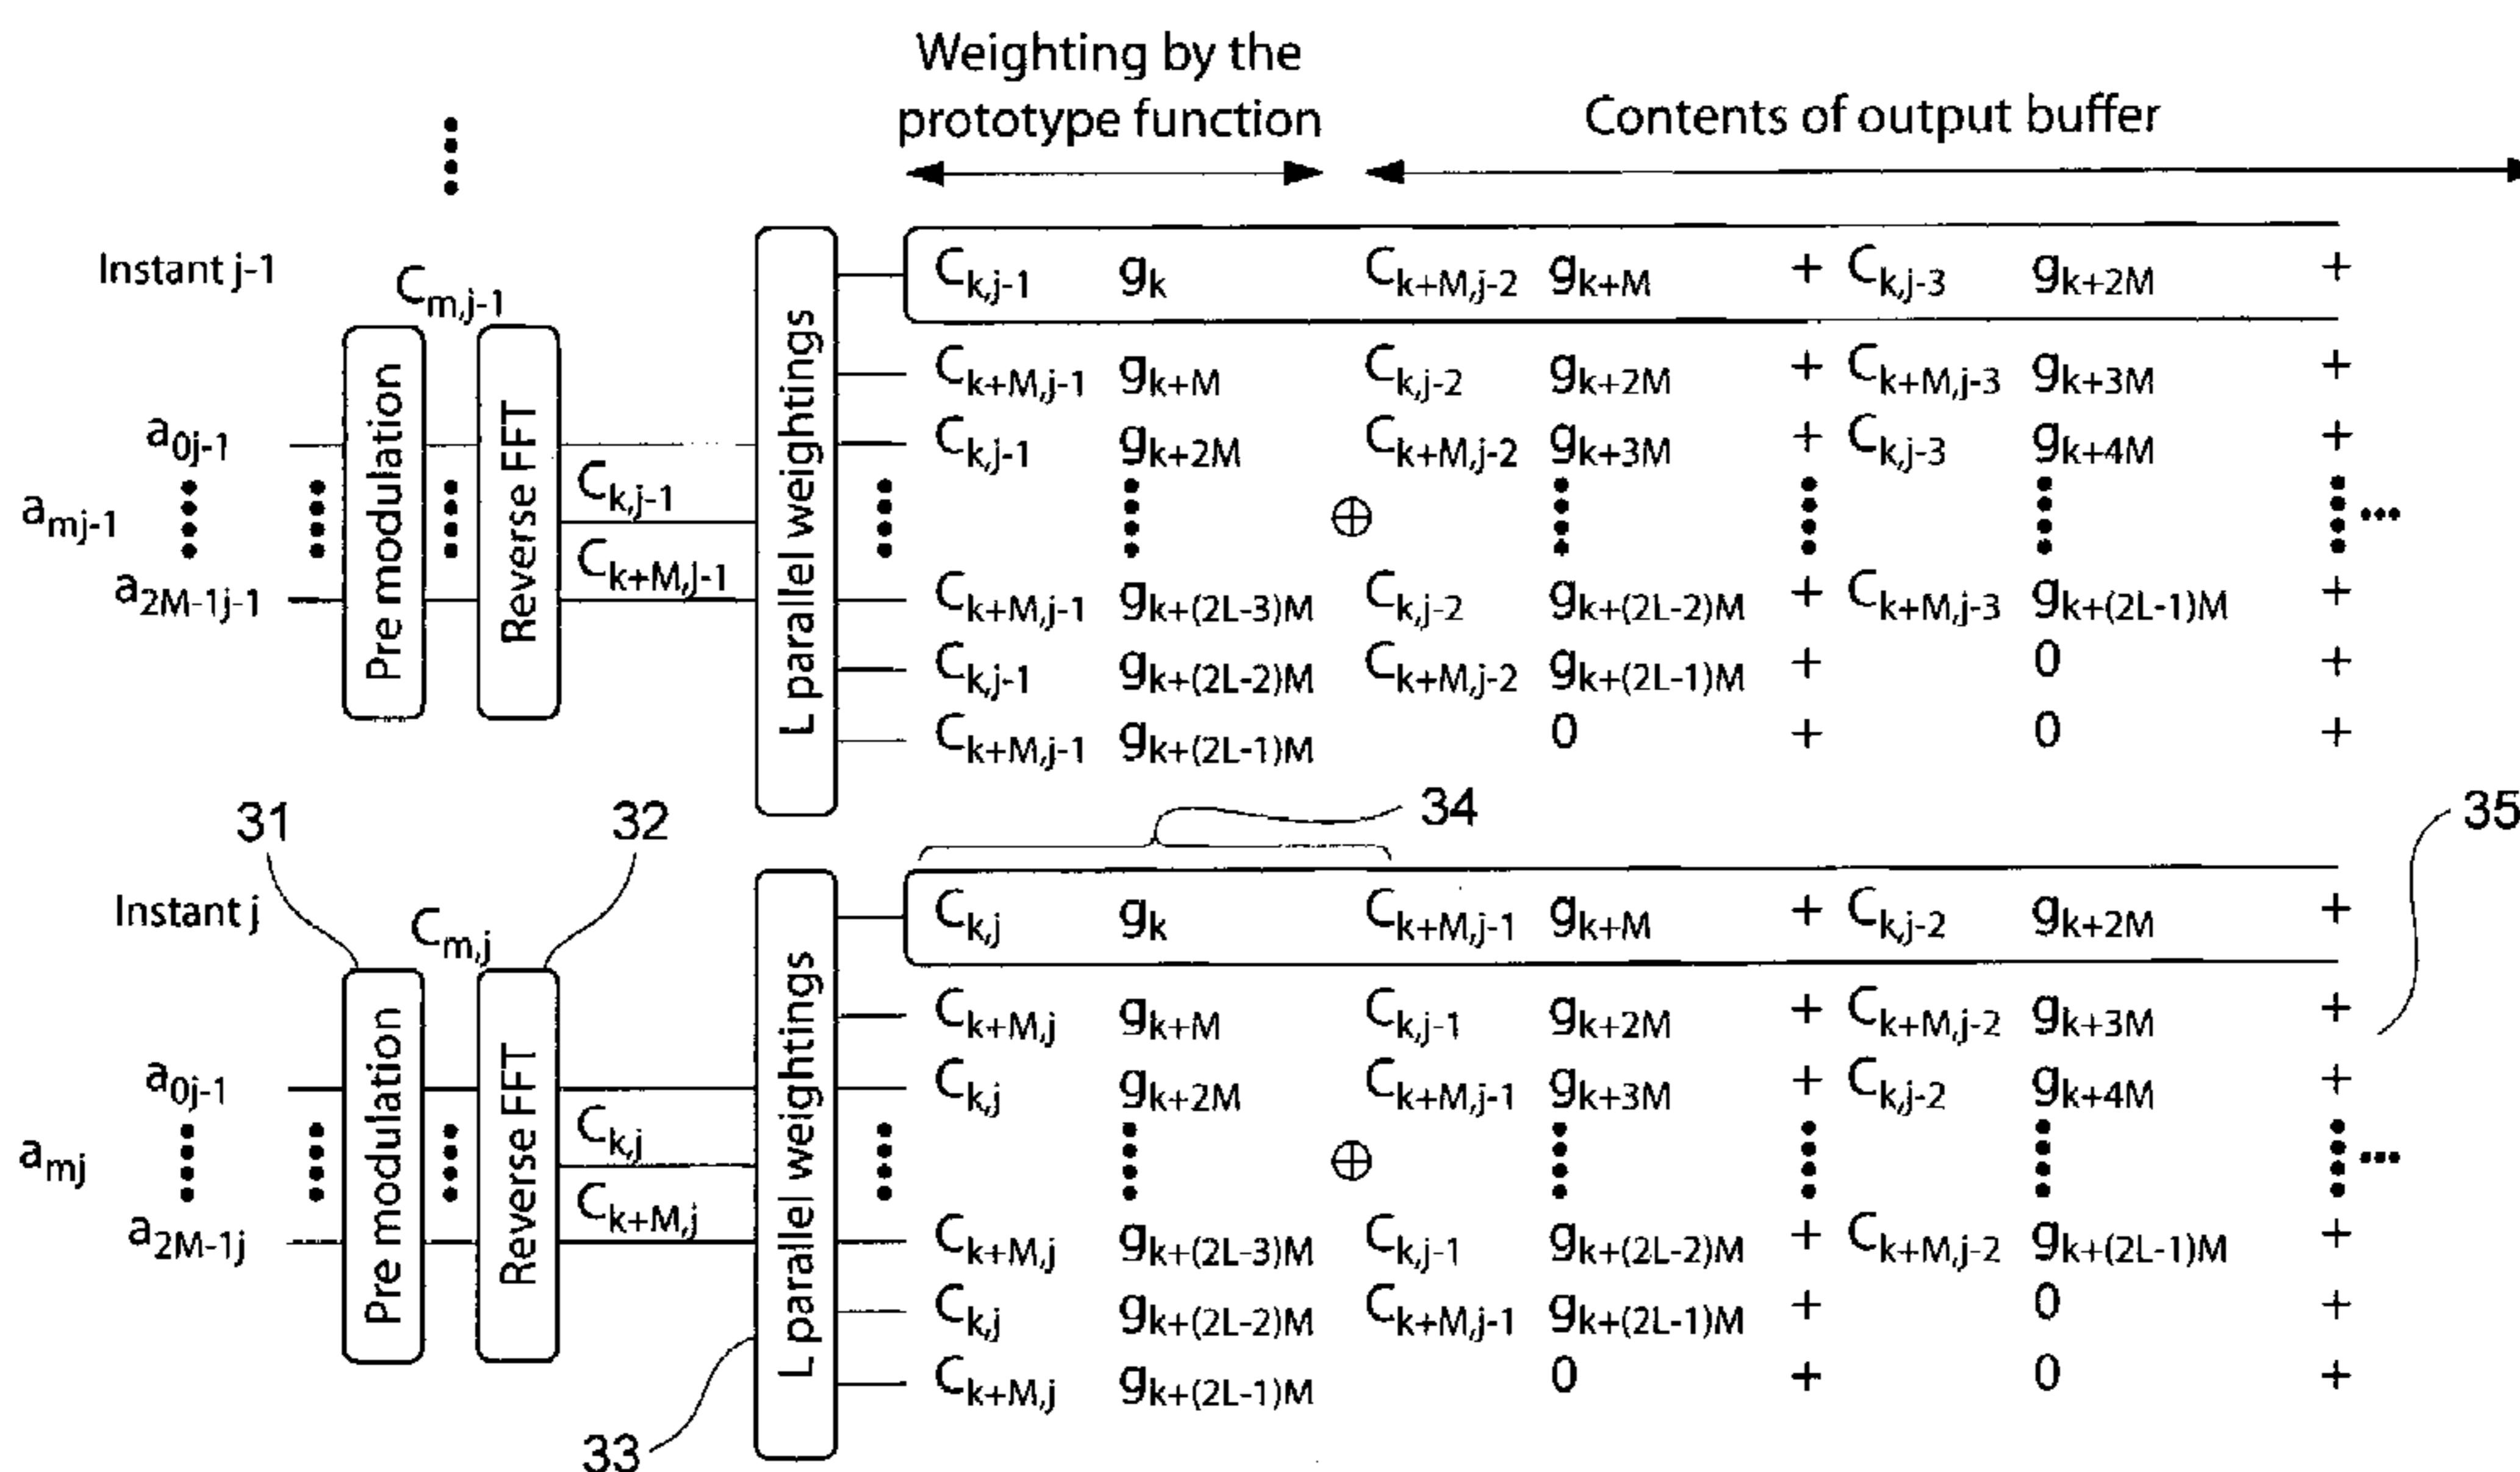 Weighting by the
prototype function
Contents of output buffer
Instant j-1
C_{m,j-1}
C_{k,j-1} g_k C_{k+M,j-2} g_{k+M} + C_{k,j-3} g_{k+2M} +
C_{k+M,j-1} g_{k+M} C_{k,j-2} g_{k+2M} + C_{k+M,j-3} g_{k+3M} +
a_{0j-1} C_{k,j-1} g_{k+2M} C_{k+M,j-2} g_{k+3M} + C_{k,j-3} g_{k+4M} +
a_{mj-1} Pre modulation Reverse FFT C_{k,j-1} L parallel weightings ⊕ ...
C_{k+M,j-1}
a_{2M-1j-1} C_{k+M,j-1} g_{k+(2L-3)M} C_{k,j-2} g_{k+(2L-2)M} + C_{k+M,j-3} g_{k+(2L-1)M} +
C_{k,j-1} g_{k+(2L-2)M} C_{k+M,j-2} g_{k+(2L-1)M} + 0 +
C_{k+M,j-1} g_{k+(2L-1)M} 0 + 0 +
31 32 34 35
Instant j
C_{m,j}
C_{k,j} g_k C_{k+M,j-1} g_{k+M} + C_{k,j-2} g_{k+2M} +
C_{k+M,j} g_{k+M} C_{k,j-1} g_{k+2M} + C_{k+M,j-2} g_{k+3M} +
a_{0j-1} C_{k,j} g_{k+2M} C_{k+M,j-1} g_{k+3M} + C_{k,j-2} g_{k+4M} +
a_{mj} Pre modulation Reverse FFT C_{k,j} L parallel weightings ⊕ ...
C_{k+M,j}
a_{2M-1j} C_{k+M,j} g_{k+(2L-3)M} C_{k,j-1} g_{k+(2L-2)M} + C_{k+M,j-2} g_{k+(2L-1)M} +
C_{k,j} g_{k+(2L-2)M} C_{k+M,j-1} g_{k+(2L-1)M} + 0 +
C_{k+M,j} g_{k+(2L-1)M} 0 + 0 +
33